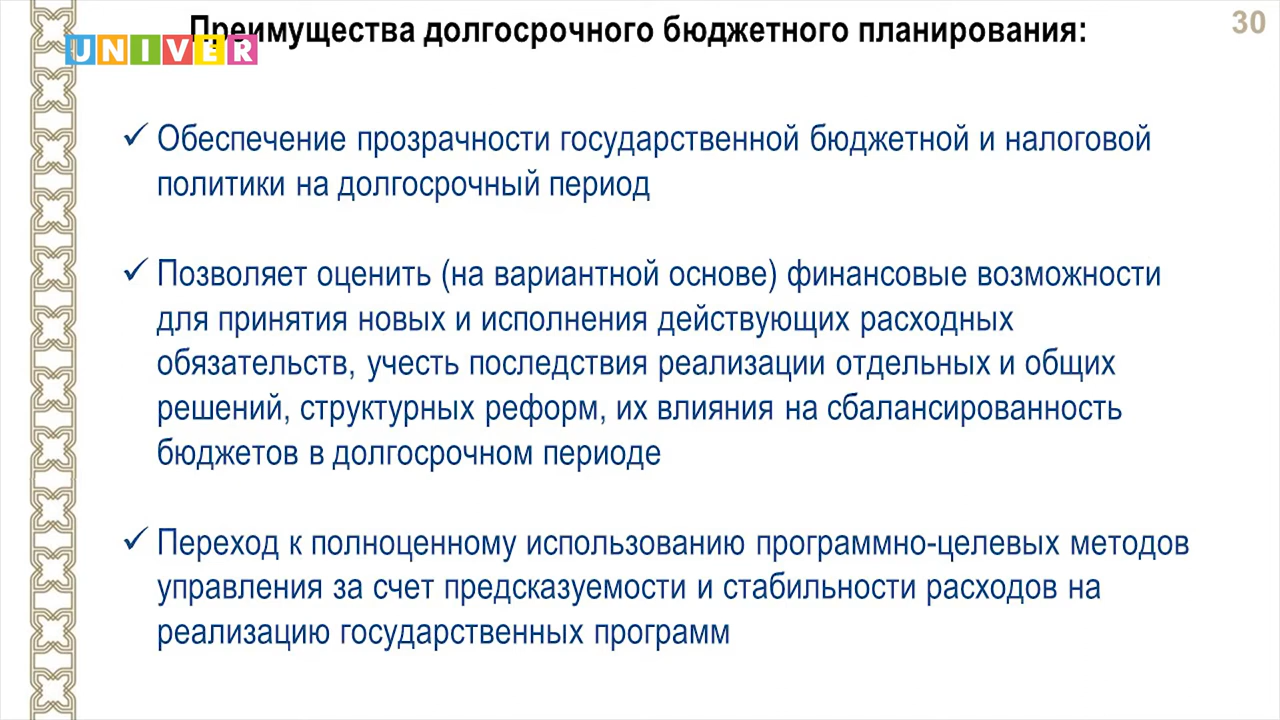 Преимущества долгосрочного бюджетного планирования:
30
UNIVER
✓ Обеспечение прозрачности государственной бюджетной и налоговой
политики на долгосрочный период
✓ Позволяет оценить (на вариантной основе) финансовые возможности
для принятия новых и исполнения действующих расходных
обязательств, учесть последствия реализации отдельных и общих
решений, структурных реформ, их влияния на сбалансированность
бюджетов в долгосрочном периоде
✓ Переход к полноценному использованию программно-целевых методов
управления за счет предсказуемости и стабильности расходов на
реализацию государственных программ